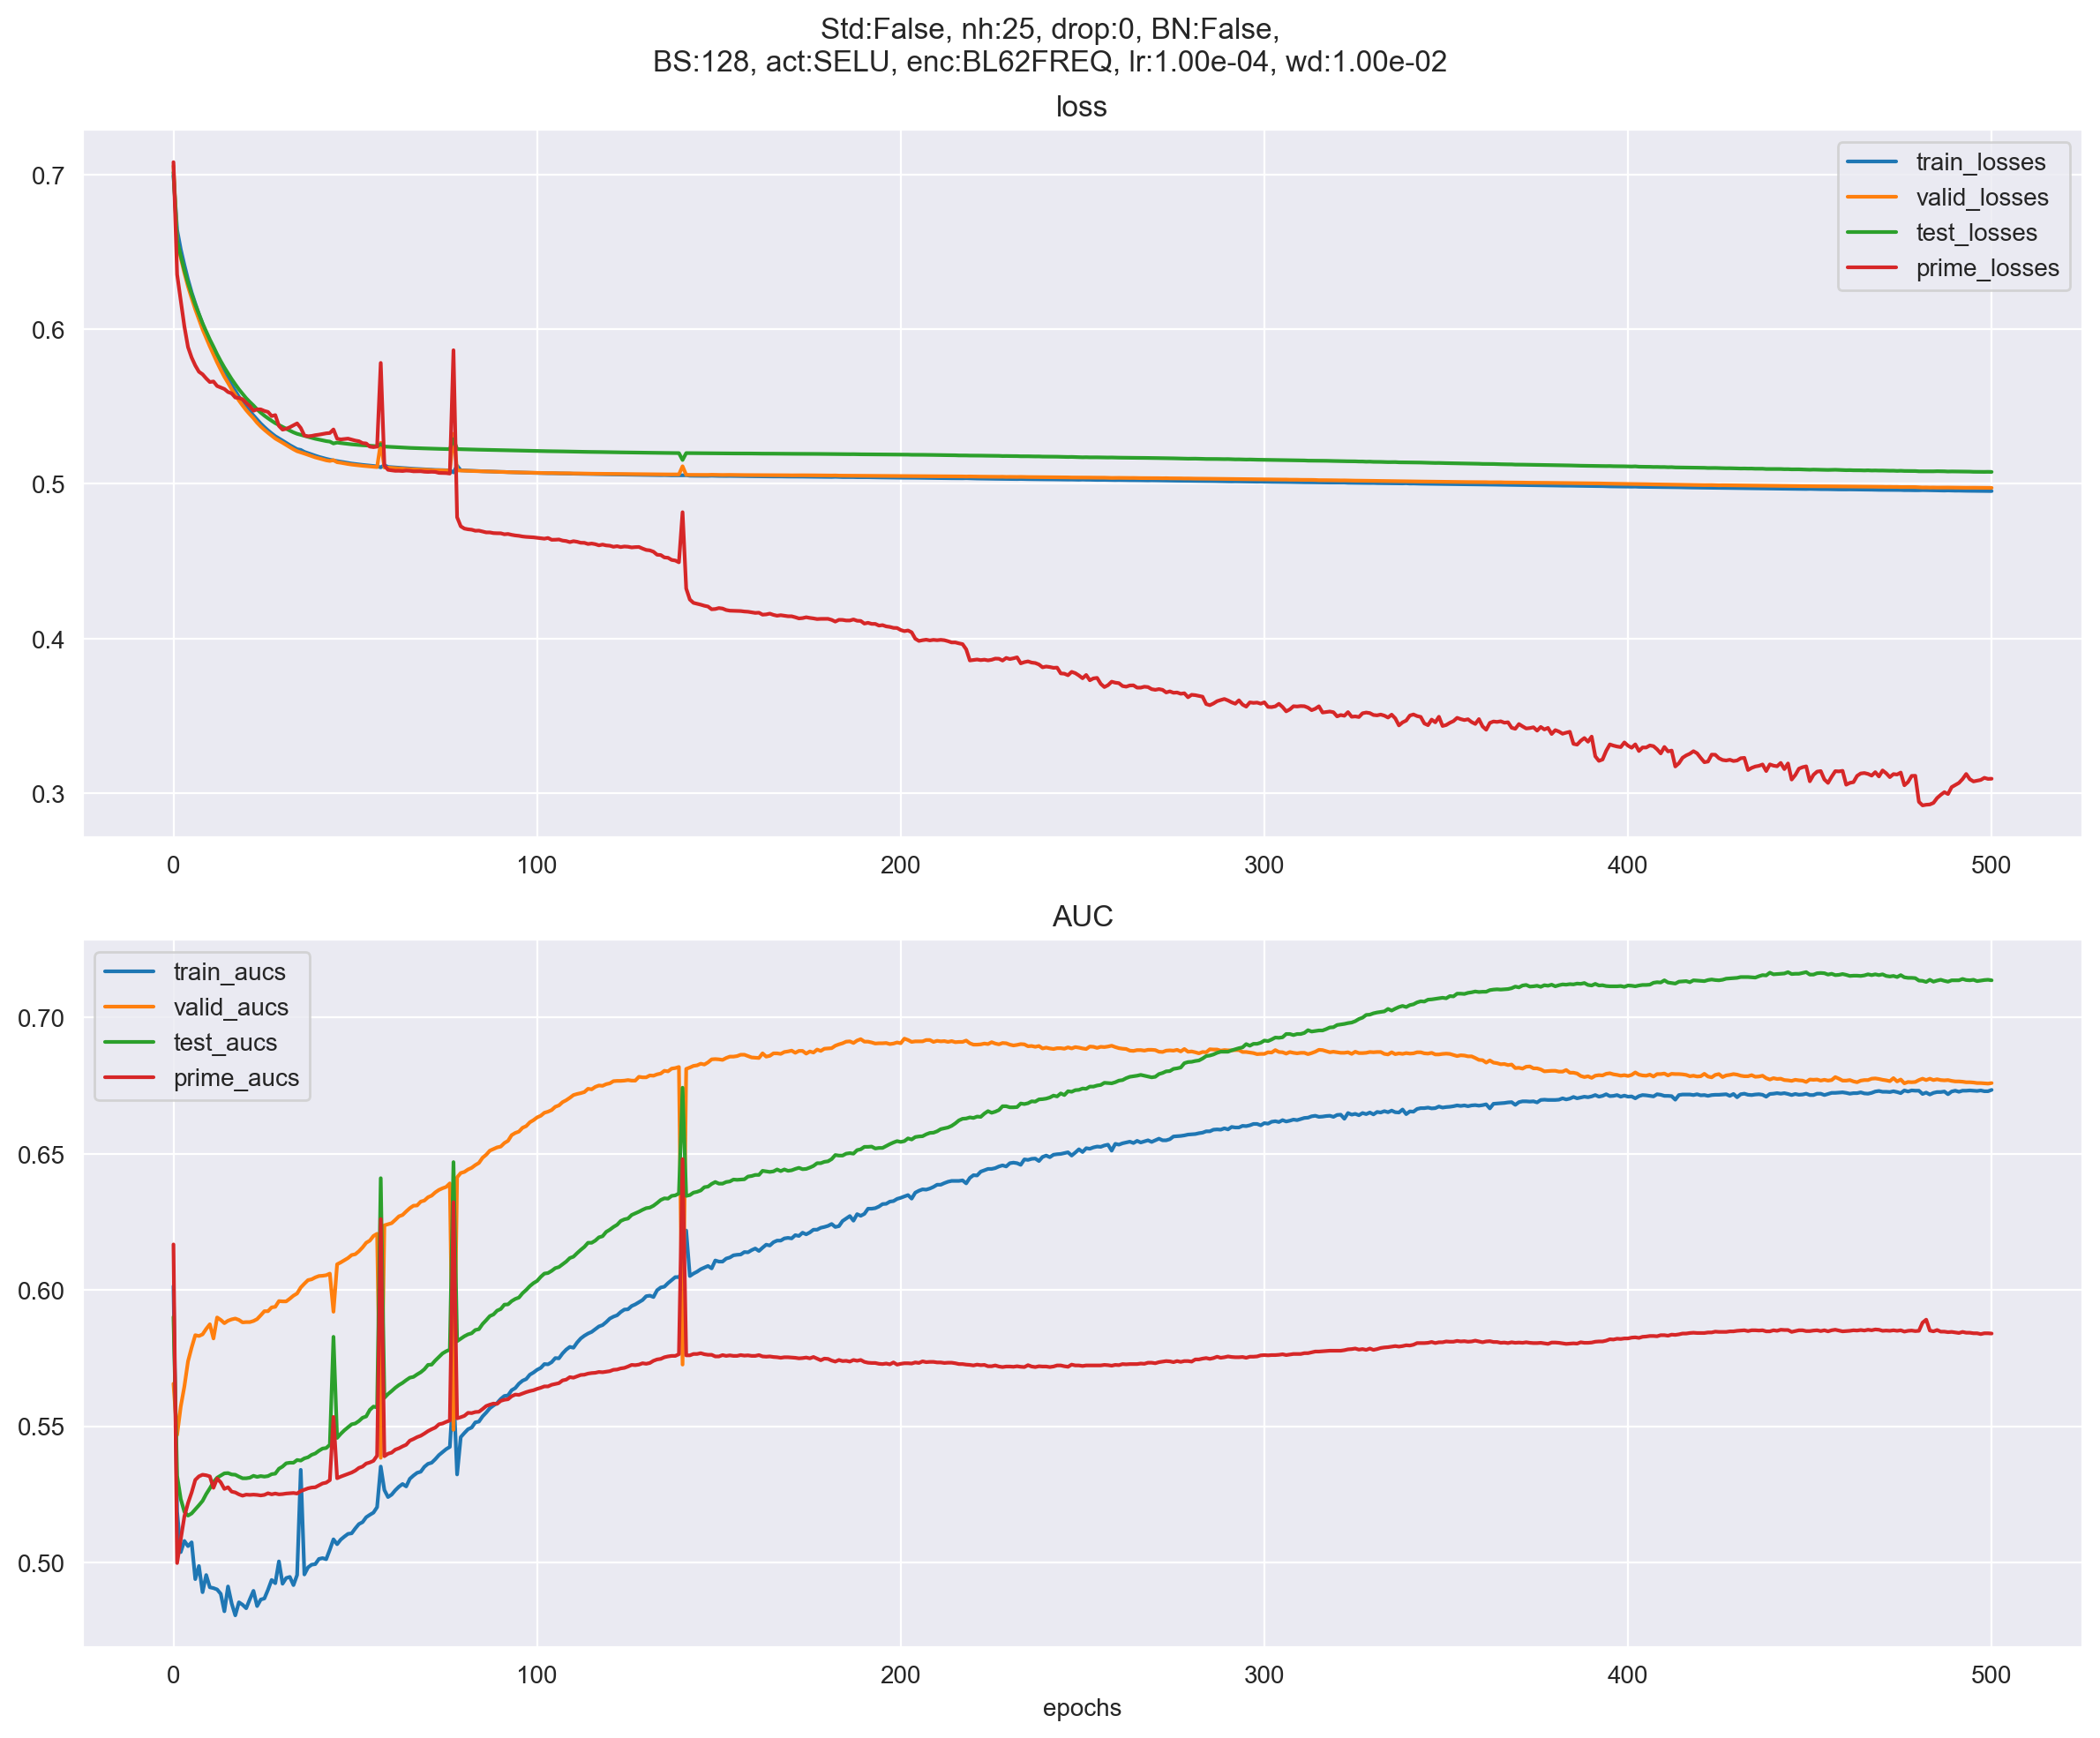 Std:False, nh:25, drop:0, BN:False,
BS:128, act:SELU, enc:BL62FREQ, lr:1.00e-04, wd:1.00e-02
loss
0.7
0.6
0.5
0.4
0.3
train_losses
valid_losses
test_losses
prime_losses
0 100 200 300 400 500
AUC
0.70
0.65
0.60
0.55
0.50
train_aucs
valid_aucs
test_aucs
prime_aucs
0 100 200 300 400 500
epochs